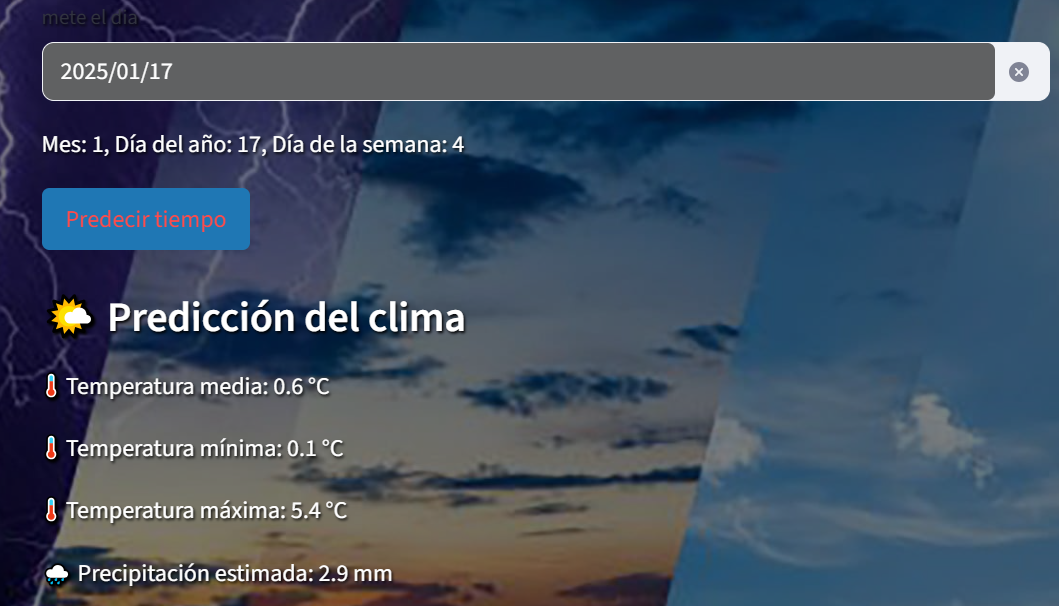 mete el día
2025/01/17
Mes: 1, Día del año: 17, Día de la semana: 4
Predecir tiempo
Predicción del clima
Temperatura media: 0.6 °C
Temperatura mínima: 0.1 °C
Temperatura máxima: 5.4 °C
Precipitación estimada: 2.9 mm